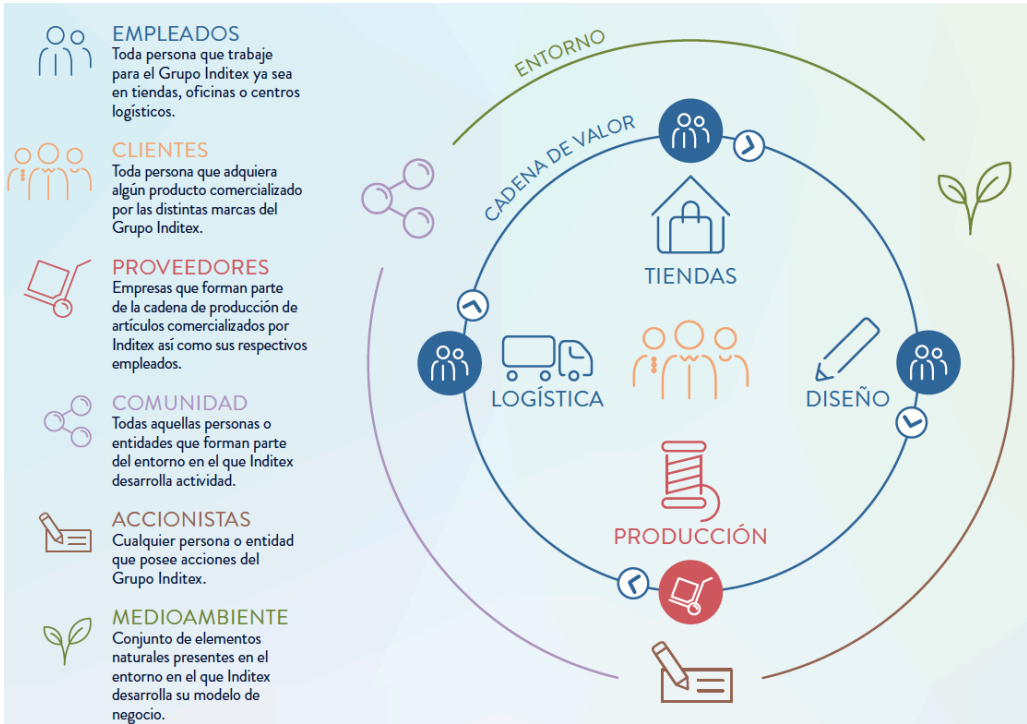 EMPLEADOS
Toda persona que trabaje
para el Grupo Inditex ya sea
en tiendas, oficinas o centros
logísticos.
CLIENTES
Toda persona que adquiera
algún producto comercializado
por las distintas marcas del
Grupo Inditex.
PROVEEDORES
Empresas que forman parte
de la cadena de producción de
artículos comercializados por
Inditex así como sus respectivos
empleados.
COMUNIDAD
Todas aquellas personas o
entidades que forman parte
del entorno en el que Inditex
desarrolla actividad.
ACCIONISTAS
Cualquier persona o entidad
que posee acciones del
Grupo Inditex.
MEDIOAMBIENTE
Conjunto de elementos
naturales presentes en el
entorno en el que Inditex
desarrolla su modelo de
negocio.
ENTORNO
CADENA DE VALOR
TIENDAS
LOGÍSTICA
DISEÑO
PRODUCCIÓN